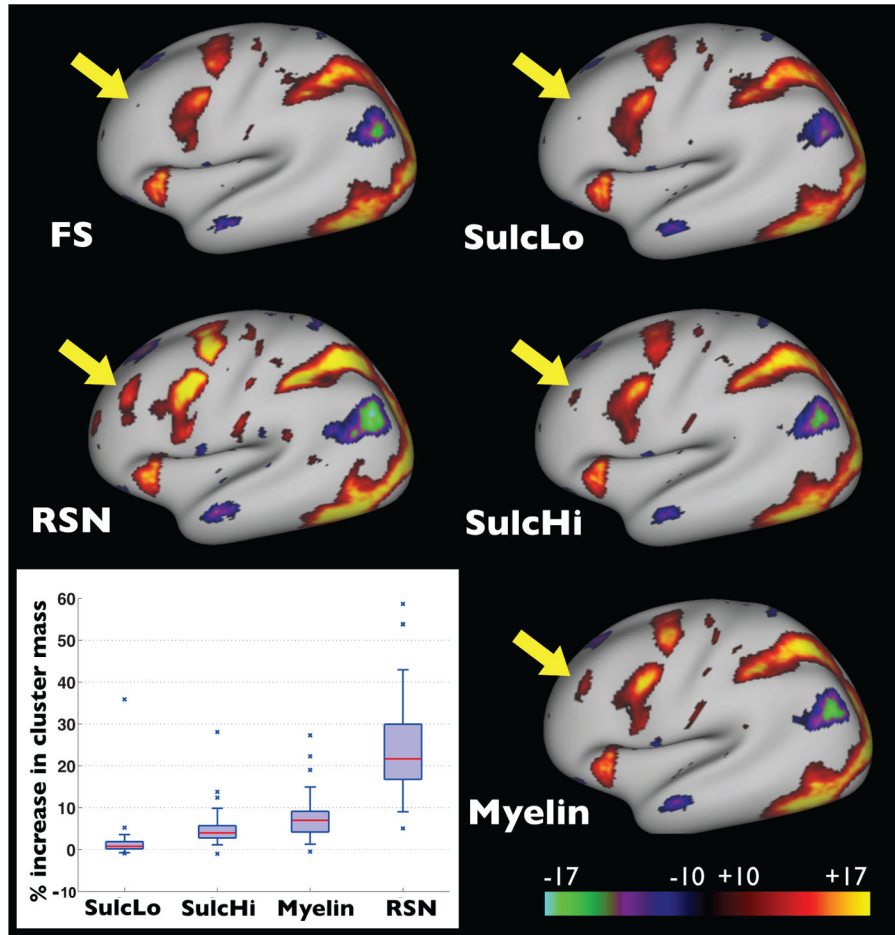 FS
SulcLo
RSN
SulcHi
% increase in cluster mass
60
50
40
30
20
10
0
-10
SulcLo SulcHi Myelin RSN
Myelin
-17 -10 +10 +17